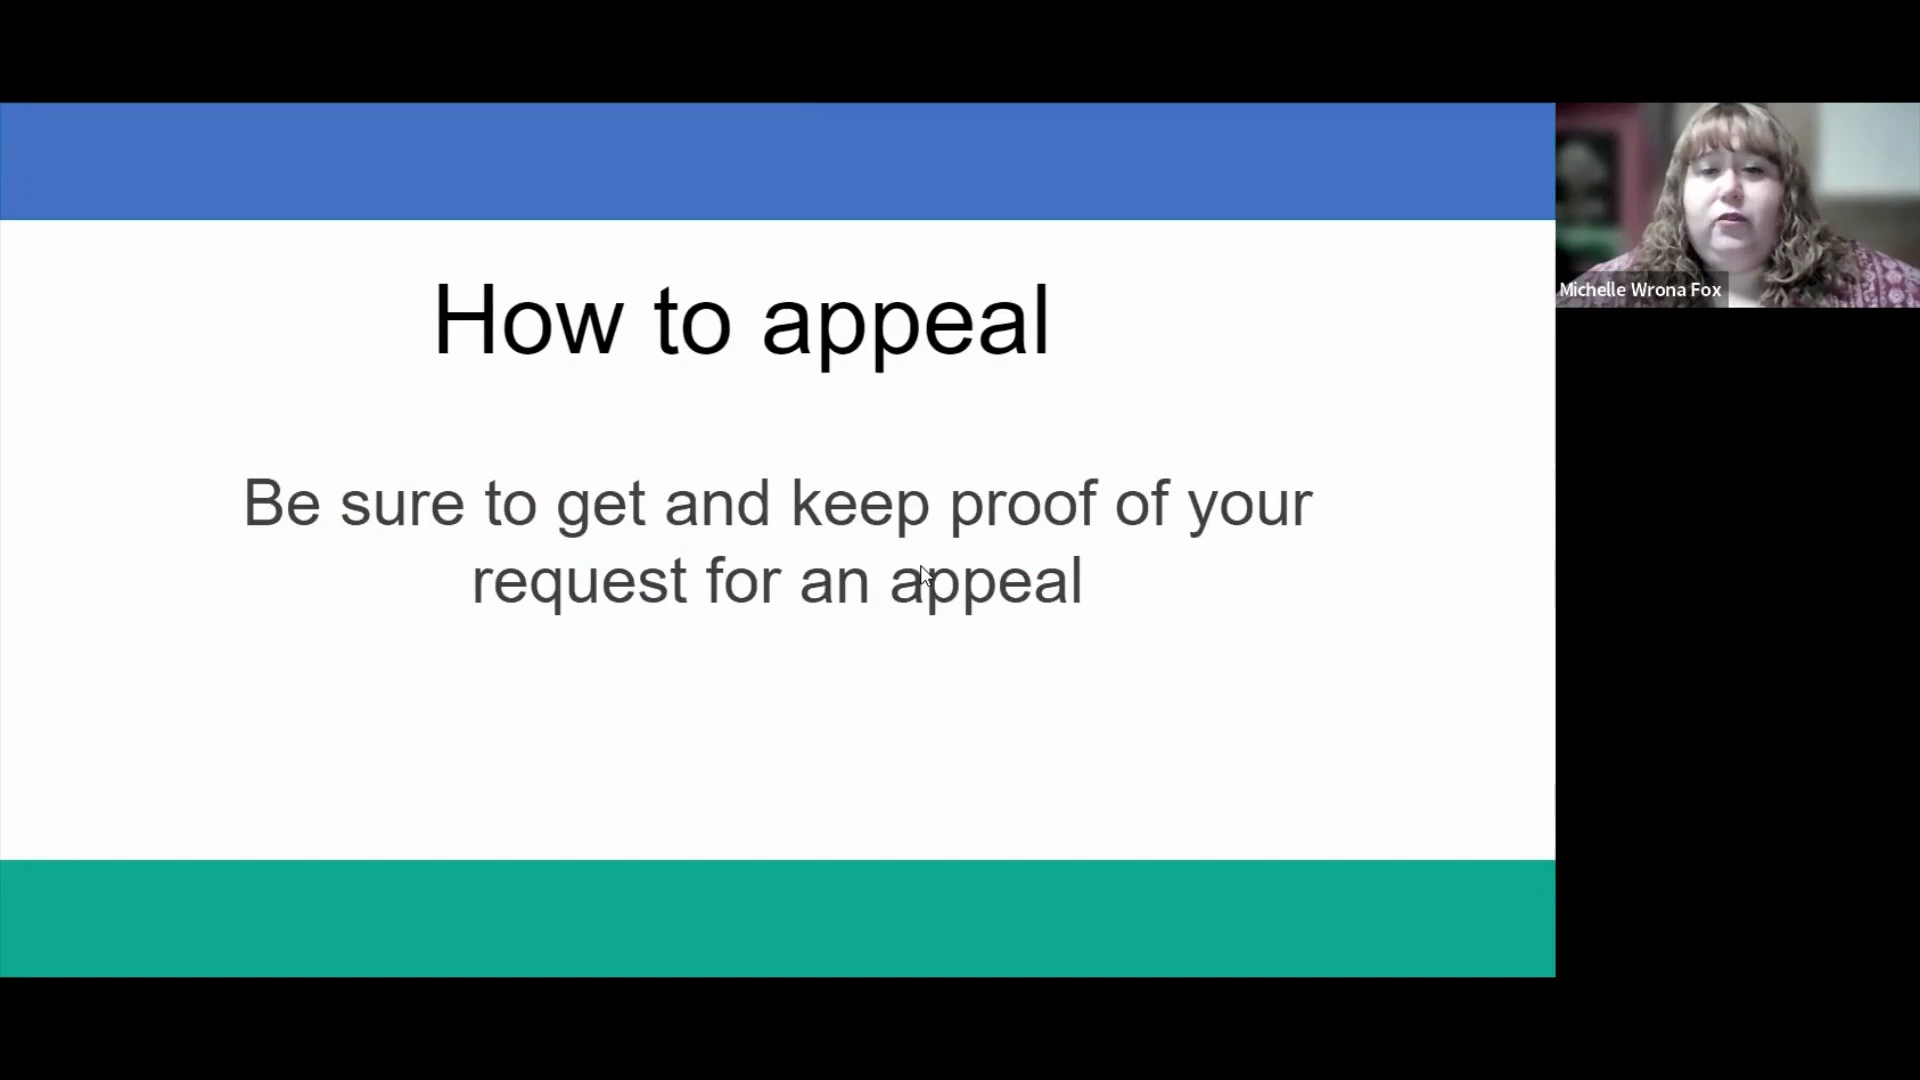 How to appeal
Be sure to get and keep proof of your
request for an appeal
Michelle Wrona Fox